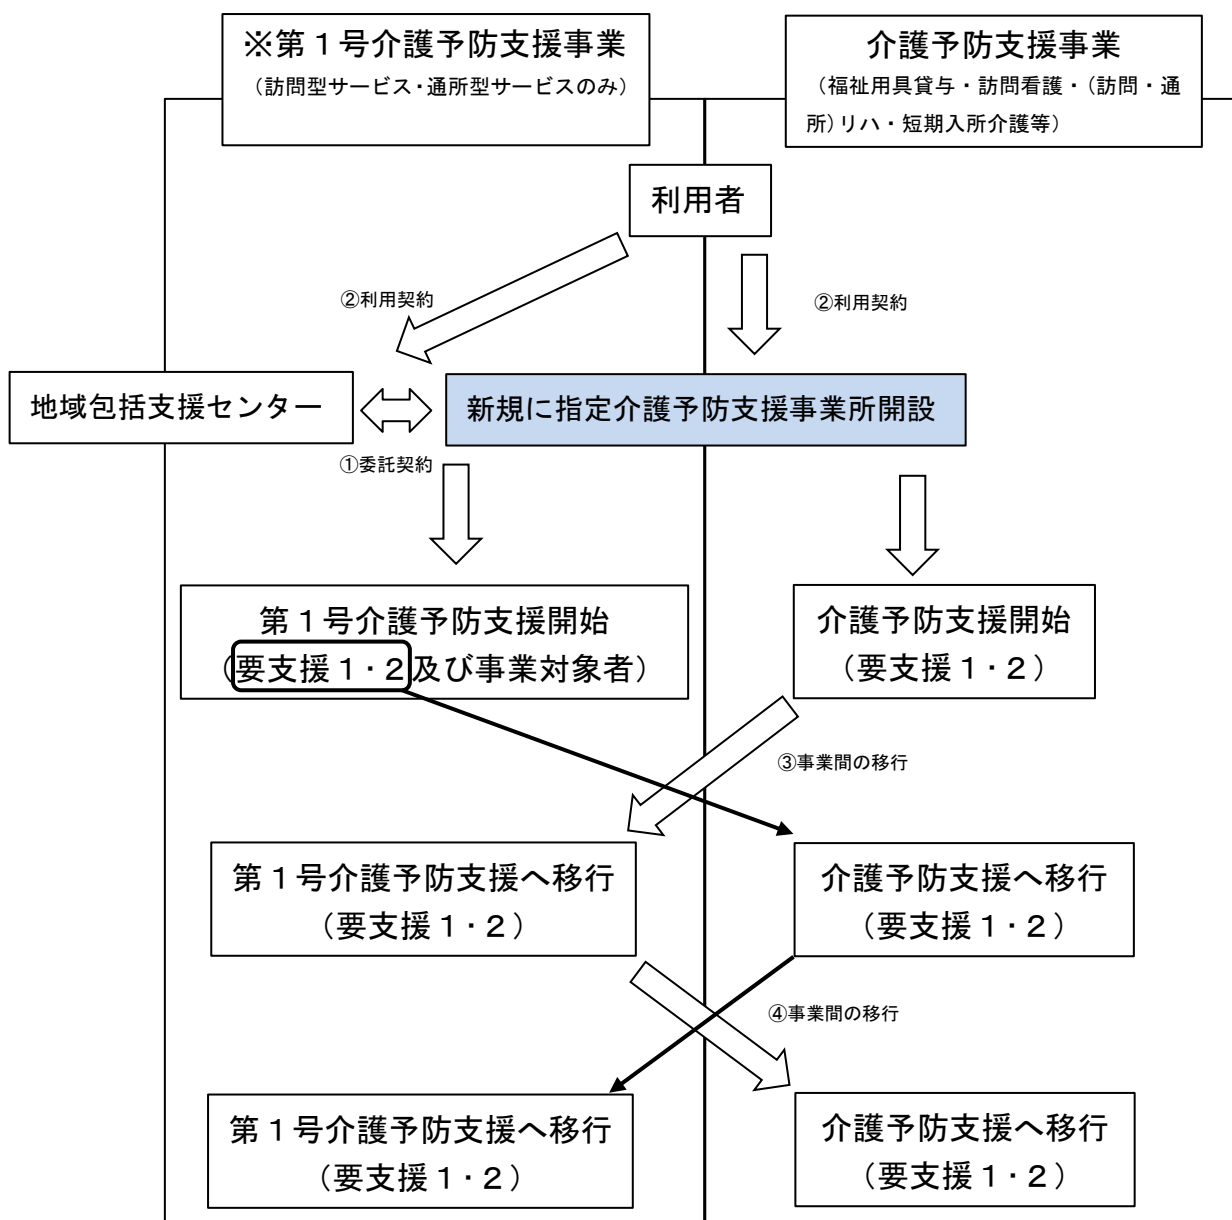 ※第１号介護予防支援事業
（訪問型サービス・通所型サービスのみ）
介護予防支援事業
（福祉用具貸与・訪問看護・（訪問・通
所）リハ・短期入所介護等）
利用者
②利用契約
②利用契約
地域包括支援センター
新規に指定介護予防支援事業所開設
①委託契約
第１号介護予防支援開始
（要支援１・２及び事業対象者）
介護予防支援開始
（要支援１・２）
③事業間の移行
第１号介護予防支援へ移行
（要支援１・２）
介護予防支援へ移行
（要支援１・２）
④事業間の移行
第１号介護予防支援へ移行
（要支援１・２）
介護予防支援へ移行
（要支援１・２）